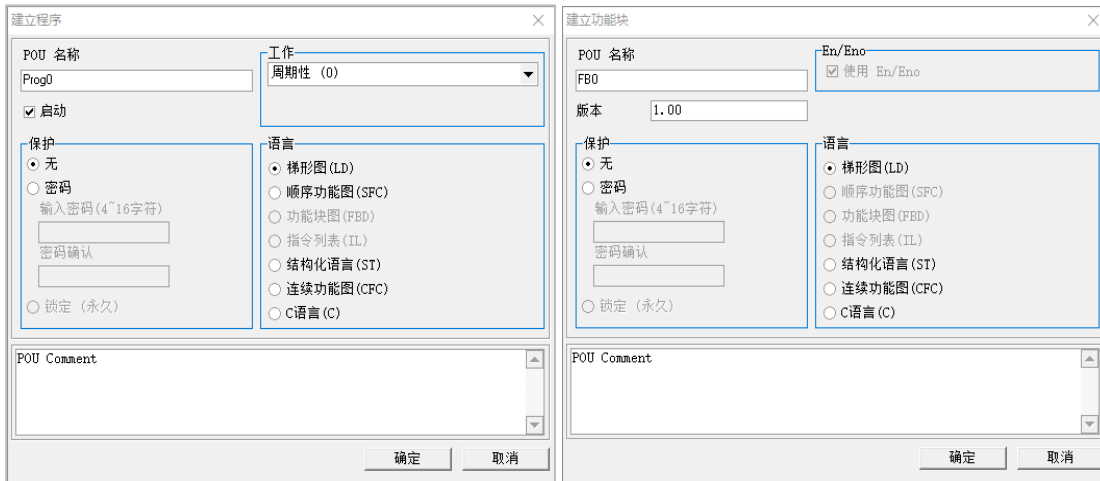 建立程序
POU 名称
Prog0
启动
工作
周期性 (0)
保护
无
密码
输入密码(4~16字符)
密码确认
锁定 (永久)
语言
梯形图(LD)
顺序功能图(SFC)
功能块图(FBD)
指令列表(IL)
结构化语言(ST)
连续功能图(CFC)
C语言(C)
POU Comment
确定
取消
建立功能块
POU 名称
FB0
版本
1.00
En/Eno
使用 En/Eno
保护
无
密码
输入密码(4~16字符)
密码确认
锁定 (永久)
语言
梯形图(LD)
顺序功能图(SFC)
功能块图(FBD)
指令列表(IL)
结构化语言(ST)
连续功能图(CFC)
C语言(C)
POU Comment
确定
取消